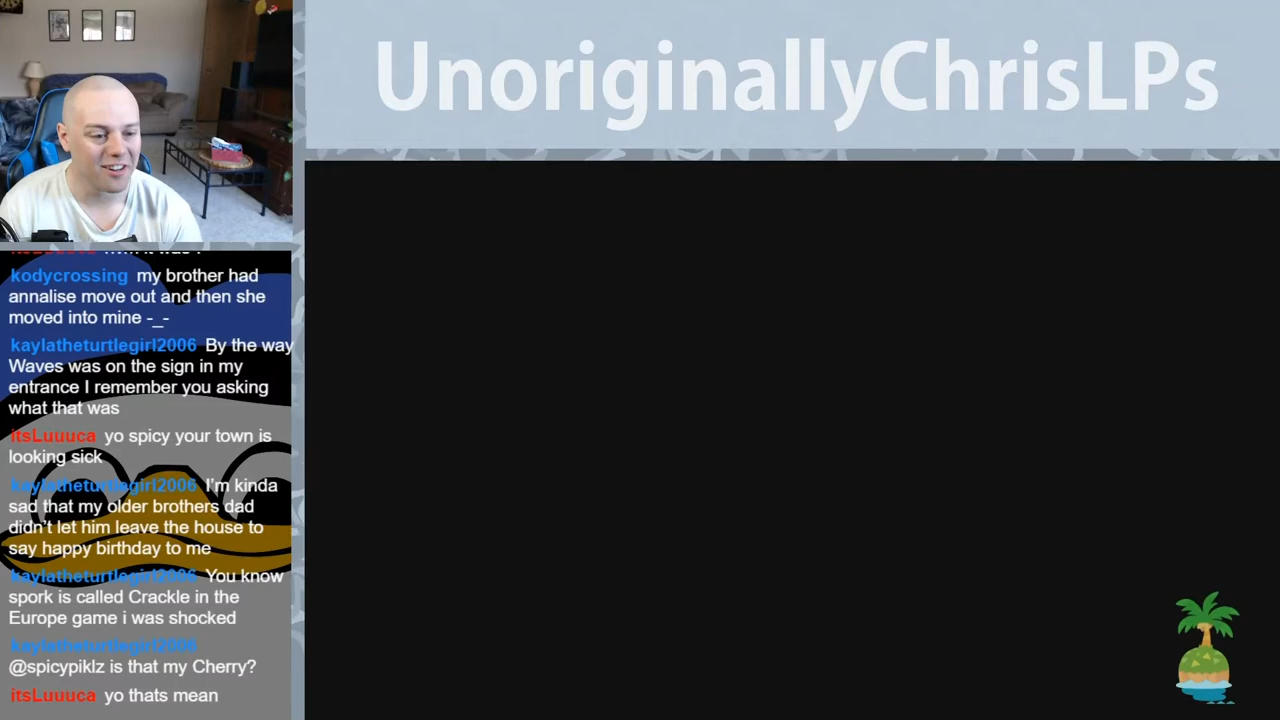 UnoriginallyChrisLPs
kodycrossing my brother had
annalise move out and then she
moved into mine -_-
kaylatheturtlegirl2006 By the way
Waves was on the sign in my
entrance I remember you asking
what that was
itsLuuuca yo spicy your town is
looking sick
kaylatheturtlegirl2006 I'm kinda
sad that my older brothers dad
didn't let him leave the house to
say happy birthday to me
kaylatheturtlegirl2006 You know
spork is called Crackle in the
Europe game i was shocked
kaylatheturtlegirl2006
@spicypiklz is that my Cherry?
itsLuuuca yo thats mean